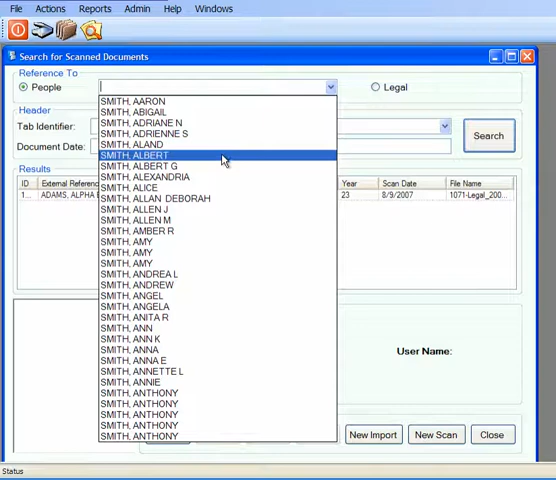 File Actions Reports Admin Help Windows
Search for Scanned Documents
Reference To
People
Legal
SMITH, AARON
SMITH, ABIGAIL
SMITH, ADRIANE N
SMITH, ADRIENNE S
SMITH, ALAND
SMITH, ALBERT
SMITH, ALBERT G
SMITH, ALEXANDRIA
SMITH, ALICE
SMITH, ALLAN DEBORAH
SMITH, ALLEN J
SMITH, ALLEN M
SMITH, AMBER R
SMITH, AMY
SMITH, AMY
SMITH, AMY
SMITH, ANDREA L
SMITH, ANDREW
SMITH, ANGEL
SMITH, ANGELA
SMITH, ANITA R
SMITH, ANN
SMITH, ANN K
SMITH, ANNA
SMITH, ANNA E
SMITH, ANNETTE L
SMITH, ANNIE
SMITH, ANTHONY
SMITH, ANTHONY
SMITH, ANTHONY
SMITH, ANTHONY
SMITH, ANTHONY
Header
Tab Identifier:
Document Date:
Search
Results
ID External Reference Year Scan Date File Name
1... ADAMS, ALPHA 23 8/9/2007 1071-Legal_200...
User Name:
New Import New Scan Close
Status